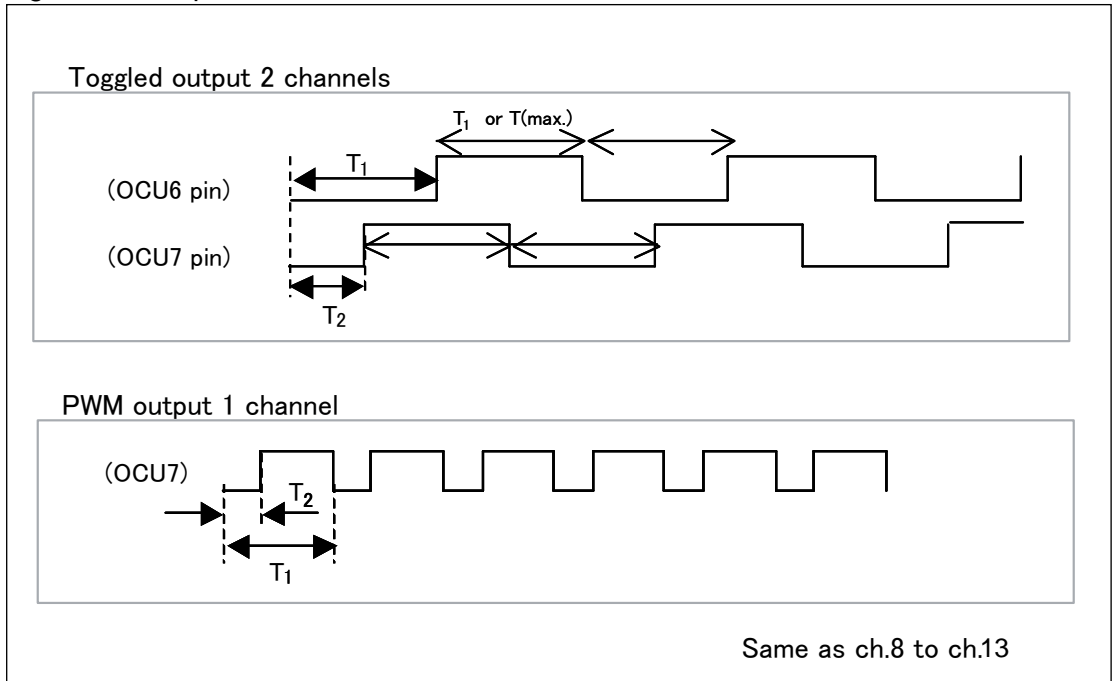 Toggled output 2 channels
T1 or T(max.)
T1
(OCU6 pin)
(OCU7 pin)
T2
PWM output 1 channel
(OCU7)
T2
T1
Same as ch.8 to ch.13